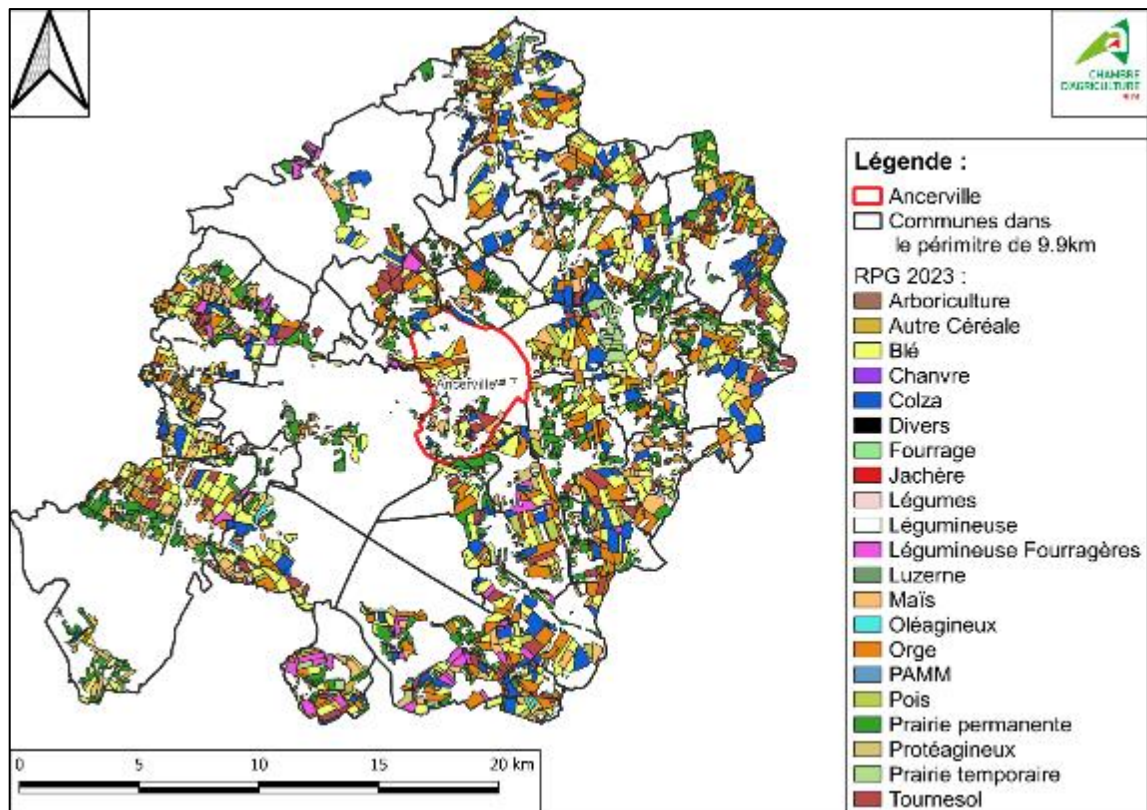 CHAMBRE
D'AGRICULTURE
Légende :
Ancerville
Communes dans
le périmitre de 9.9km
RPG 2023 :
Arboriculture
Autre Céréale
Blé
Chanvre
Colza
Divers
Fourrage
Jachère
Légumes
Légumineuse
Légumineuse Fourragères
Luzerne
Maïs
Oléagineux
Orge
PAMM
Pois
Prairie permanente
Protéagineux
Prairie temporaire
Tournesol
Ancerville
0 5 10 15 20 km